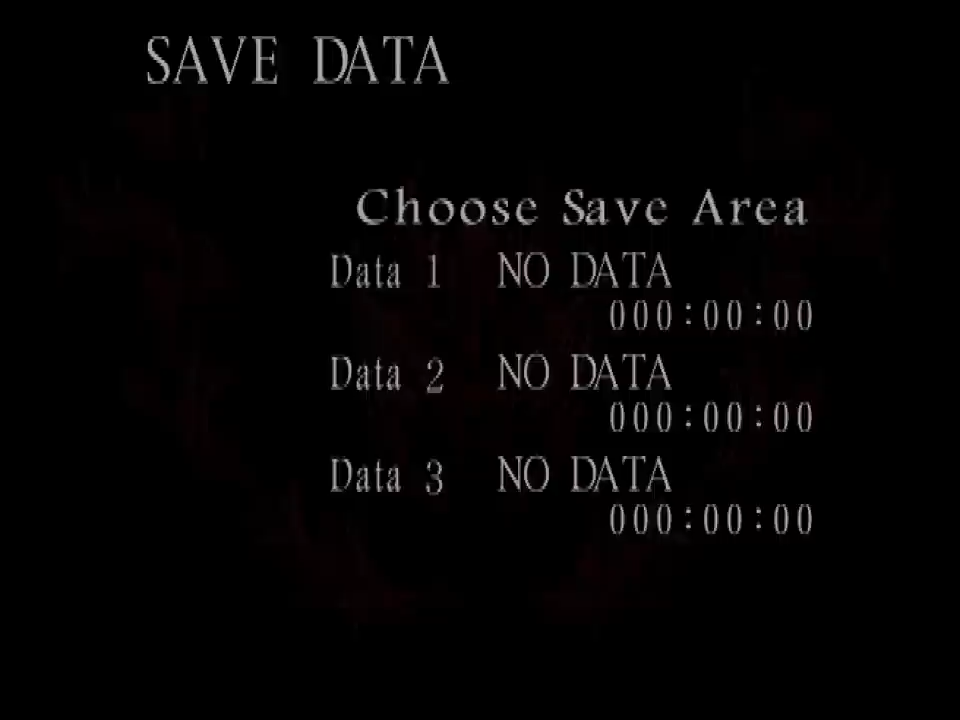 SAVE DATA
Choose Save Area
Data 1 NO DATA
000:00:00
Data 2 NO DATA
000:00:00
Data 3 NO DATA
000:00:00